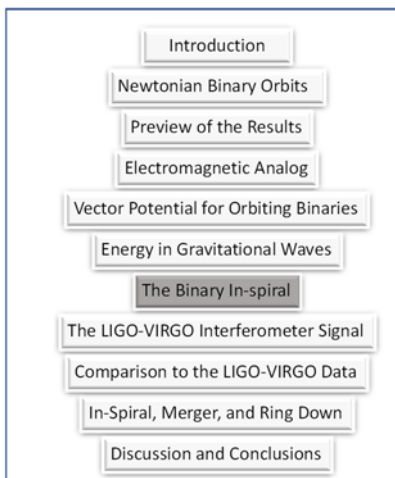 Introduction
Newtonian Binary Orbits
Preview of the Results
Electromagnetic Analog
Vector Potential for Orbiting Binaries
Energy in Gravitational Waves
The Binary In-spiral
The LIGO-VIRGO Interferometer Signal
Comparison to the LIGO-VIRGO Data
In-Spiral, Merger, and Ring Down
Discussion and Conclusions